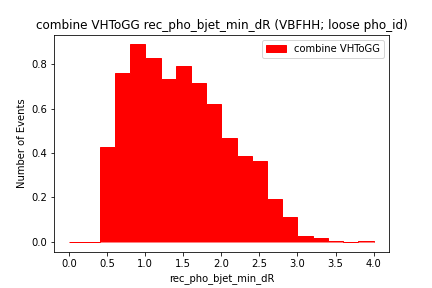 combine VHToGG rec_pho_bjet_min_dR (VBFHH; loose pho_id)
combine VHToGG
Number of Events
0.8
0.6
0.4
0.2
0.0
0.0 0.5 1.0 1.5 2.0 2.5 3.0 3.5 4.0
rec_pho_bjet_min_dR